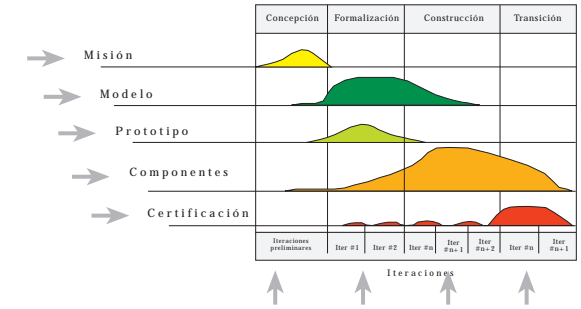 Concepción Formalización Construcción Transición
Misión
Modelo
Prototipo
Componentes
Certificación
Iteraciones
preliminares
Iter #1
Iter #2
Iter #n
Iter
#n+1
Iter
#n+2
Iter #n
Iter
#n+1
Iteraciones